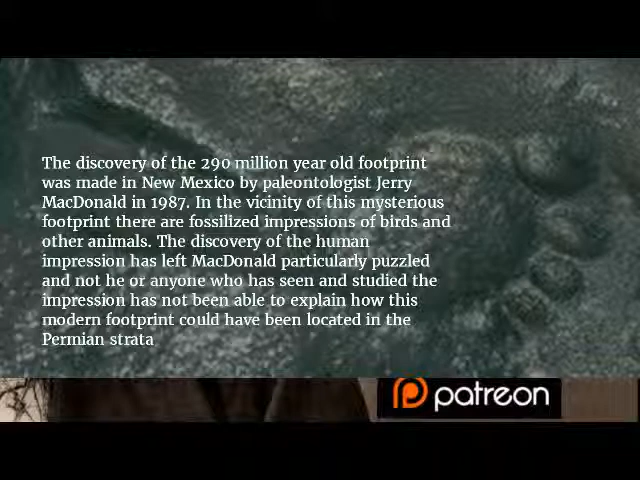 The discovery of the 290 million year old footprint
was made in New Mexico by paleontologist Jerry
MacDonald in 1987. In the vicinity of this mysterious
footprint there are fossilized impressions of birds and
other animals. The discovery of the human
impression has left MacDonald particularly puzzled
and not he or anyone who has seen and studied the
impression has not been able to explain how this
modern footprint could have been located in the
Permian strata
patreon